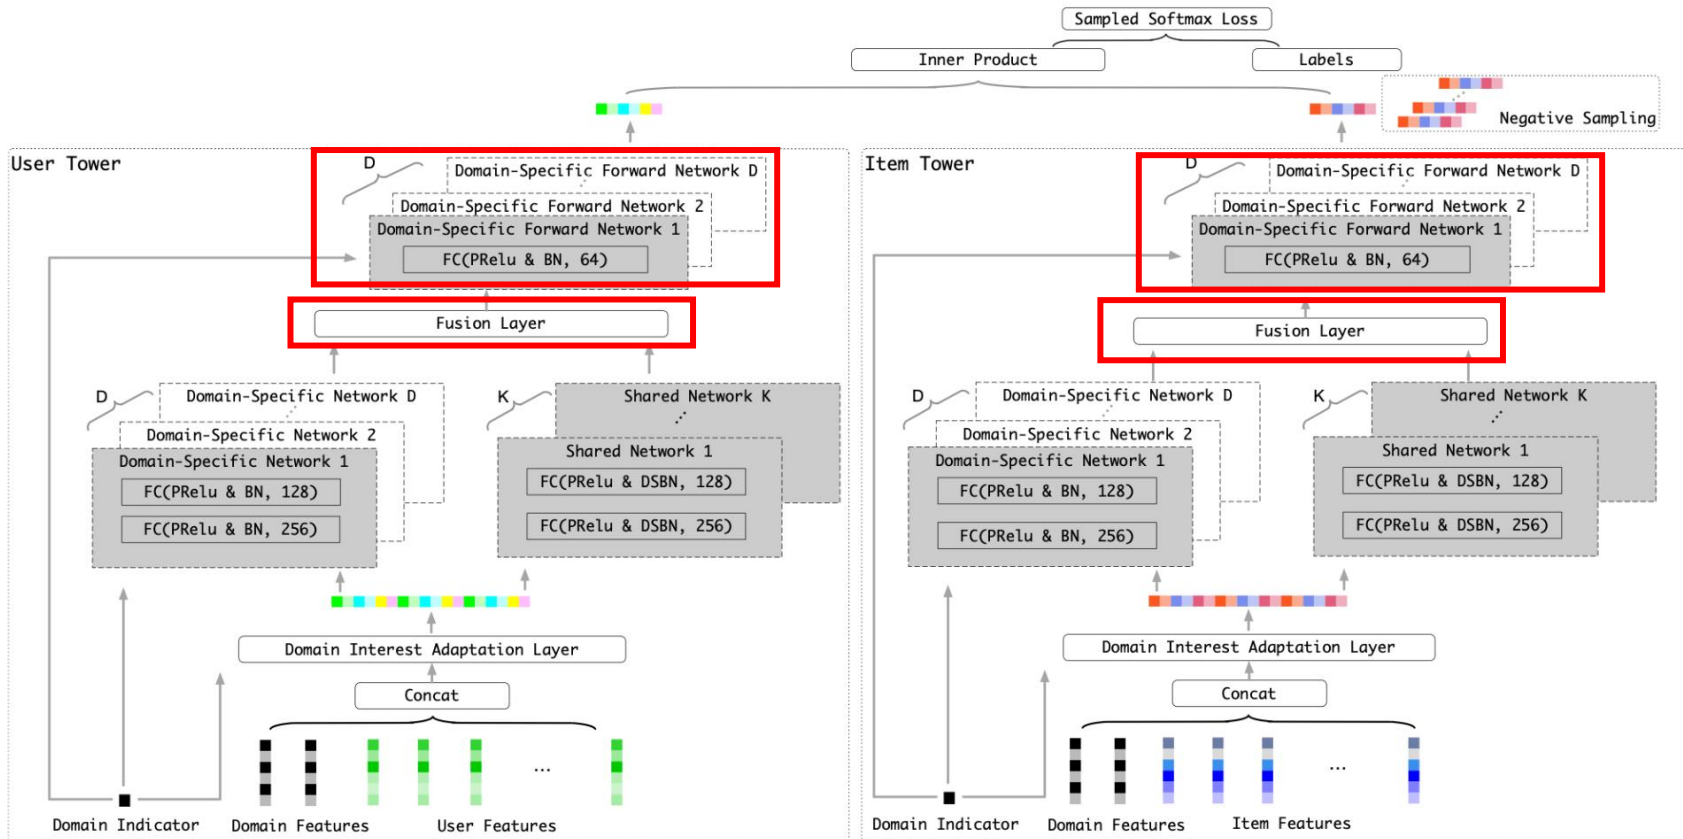 Sampled Softmax Loss
Inner Product
Labels
Negative Sampling
User Tower
D
Domain-Specific Forward Network D
Domain-Specific Forward Network 2
Domain-Specific Forward Network 1
FC(PRelu & BN, 64)
Fusion Layer
D
Domain-Specific Network D
Domain-Specific Network 2
Domain-Specific Network 1
FC(PRelu & BN, 128)
FC(PRelu & BN, 256)
K
Shared Network K
Shared Network 1
FC(PRelu & DSBN, 128)
FC(PRelu & DSBN, 256)
Domain Interest Adaptation Layer
Concat
...
Domain Indicator
Domain Features
User Features
Item Tower
D
Domain-Specific Forward Network D
Domain-Specific Forward Network 2
Domain-Specific Forward Network 1
FC(PRelu & BN, 64)
Fusion Layer
D
Domain-Specific Network D
Domain-Specific Network 2
Domain-Specific Network 1
FC(PRelu & BN, 128)
FC(PRelu & BN, 256)
K
Shared Network K
Shared Network 1
FC(PRelu & DSBN, 128)
FC(PRelu & DSBN, 256)
Domain Interest Adaptation Layer
Concat
...
Domain Indicator
Domain Features
Item Features